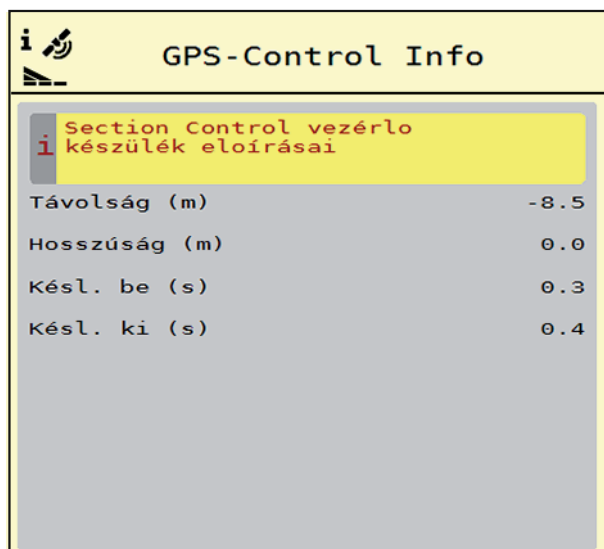 i
GPS-Control Info
i
Section Control vezérlo
készülék eloírásai
Távolság (m) -8.5
Hosszúság (m) 0.0
Késl. be (s) 0.3
Késl. ki (s) 0.4